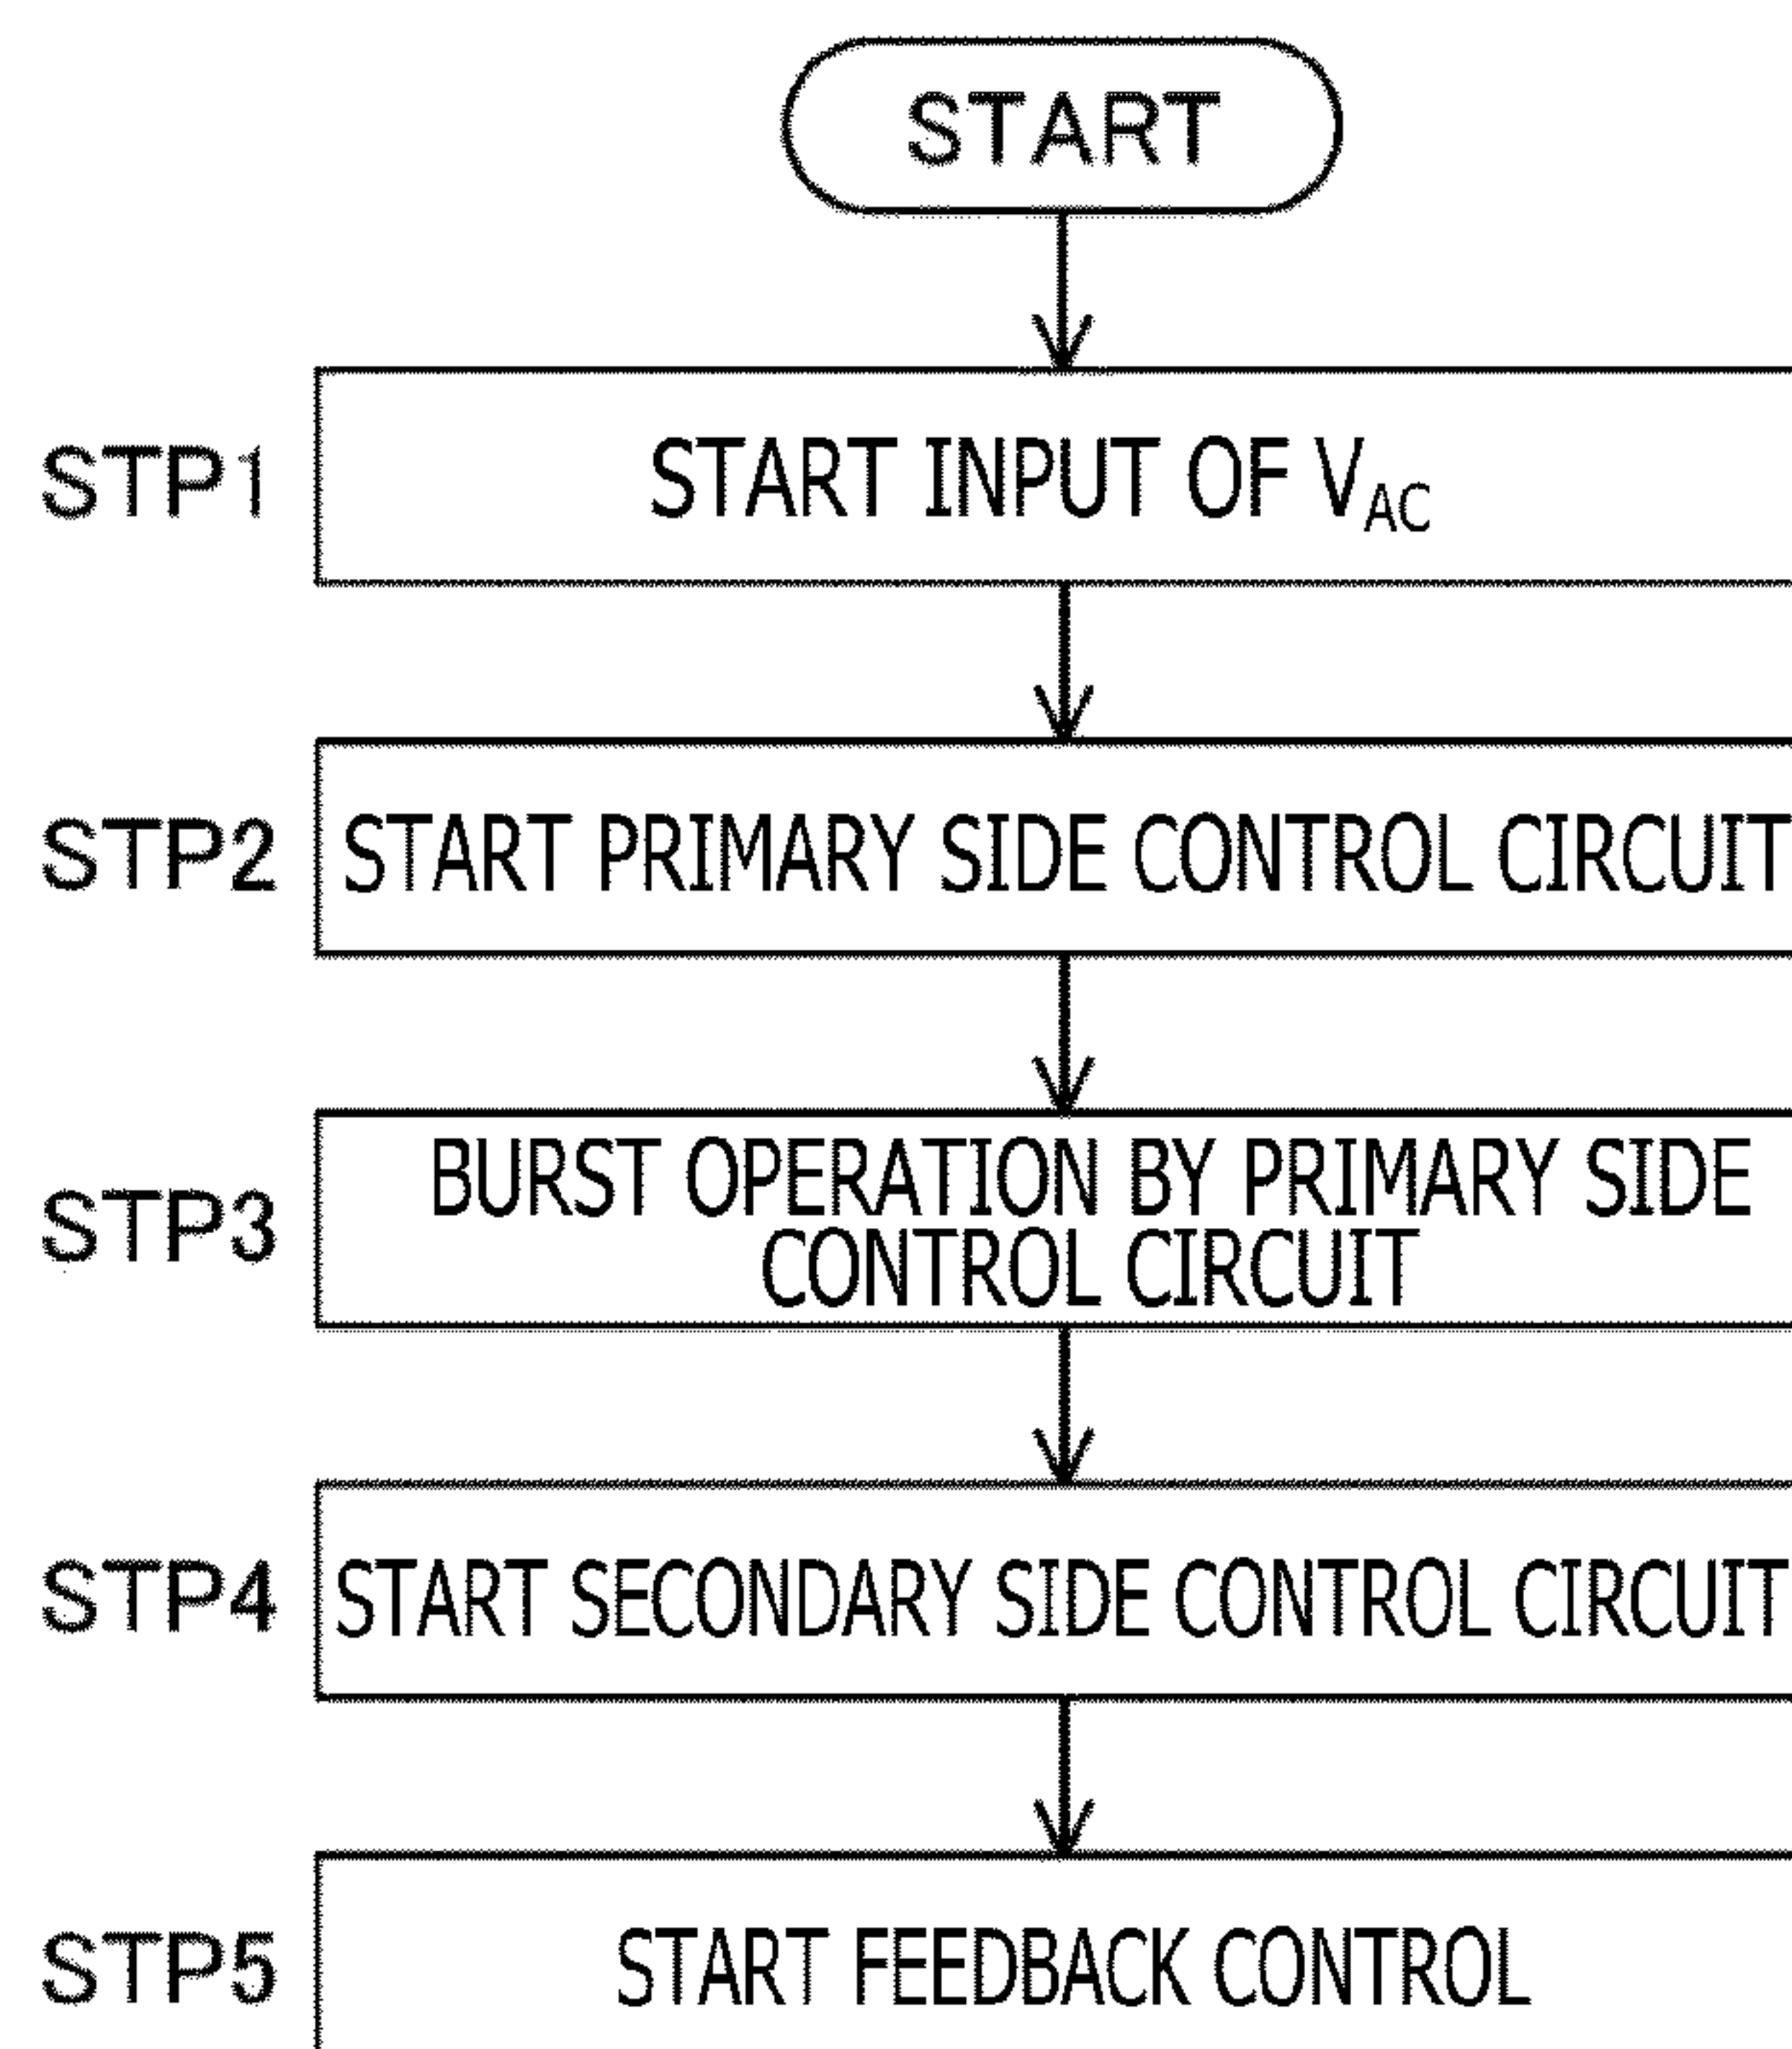 START
STP1 START INPUT OF VAC
STP2 START PRIMARY SIDE CONTROL CIRCUIT
STP3 BURST OPERATION BY PRIMARY SIDE
CONTROL CIRCUIT
STP4 START SECONDARY SIDE CONTROL CIRCUIT
STP5 START FEEDBACK CONTROL